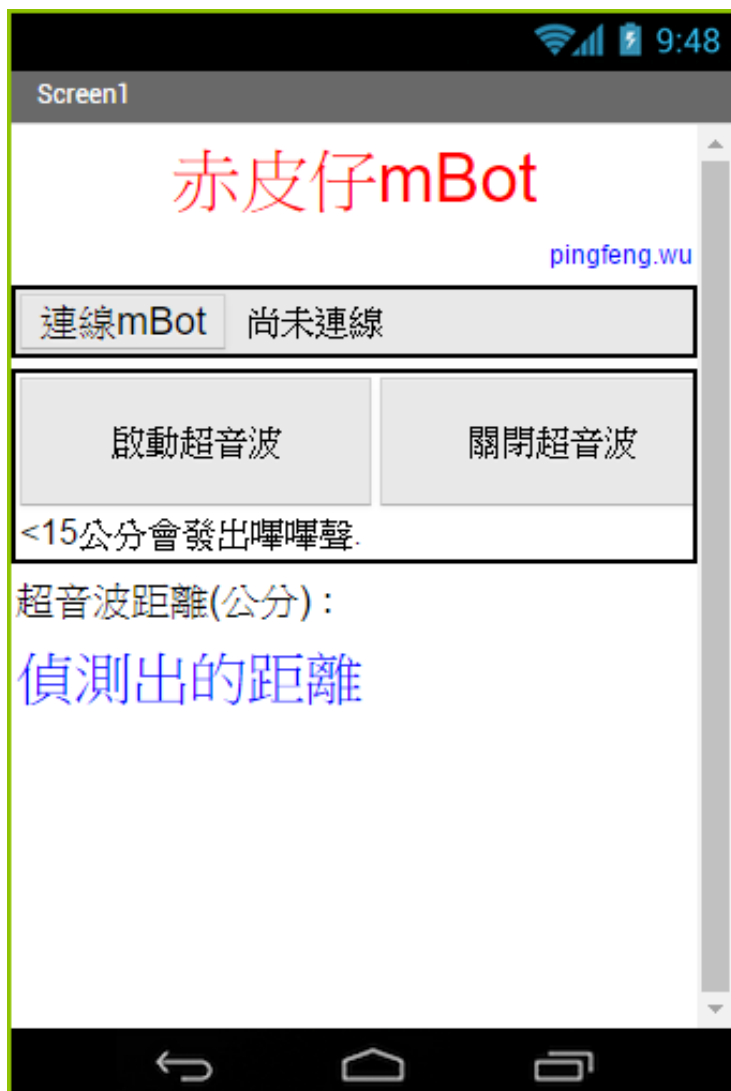 9:48
Screen1
赤皮仔mBot
pingfeng.wu
連線mBot 尚未連線
啟動超音波 關閉超音波
<15公分會發出嗶嗶聲.
超音波距離(公分) :
偵測出的距離